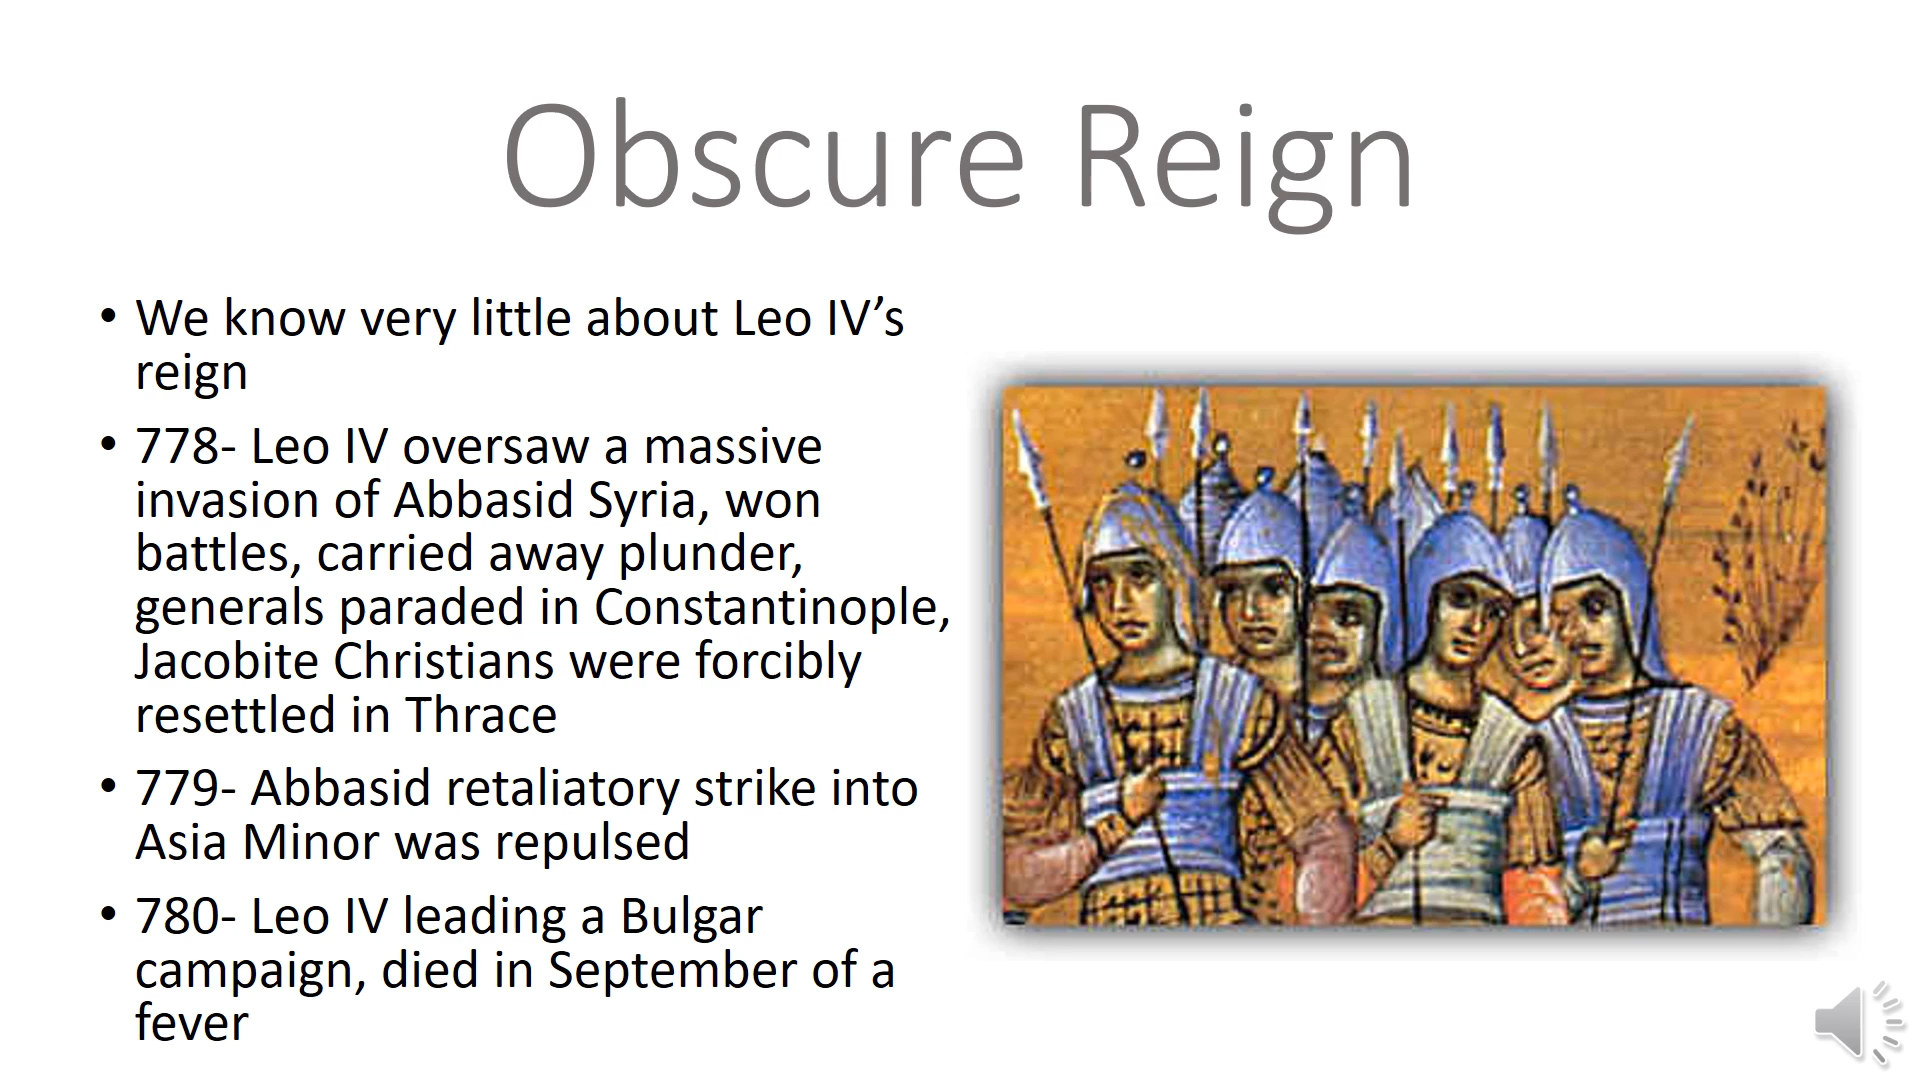 Obscure Reign
• We know very little about Leo IV’s
reign
• 778- Leo IV oversaw a massive
invasion of Abbasid Syria, won
battles, carried away plunder,
generals paraded in Constantinople,
Jacobite Christians were forcibly
resettled in Thrace
• 779- Abbasid retaliatory strike into
Asia Minor was repulsed
• 780- Leo IV leading a Bulgar
campaign, died in September of a
fever